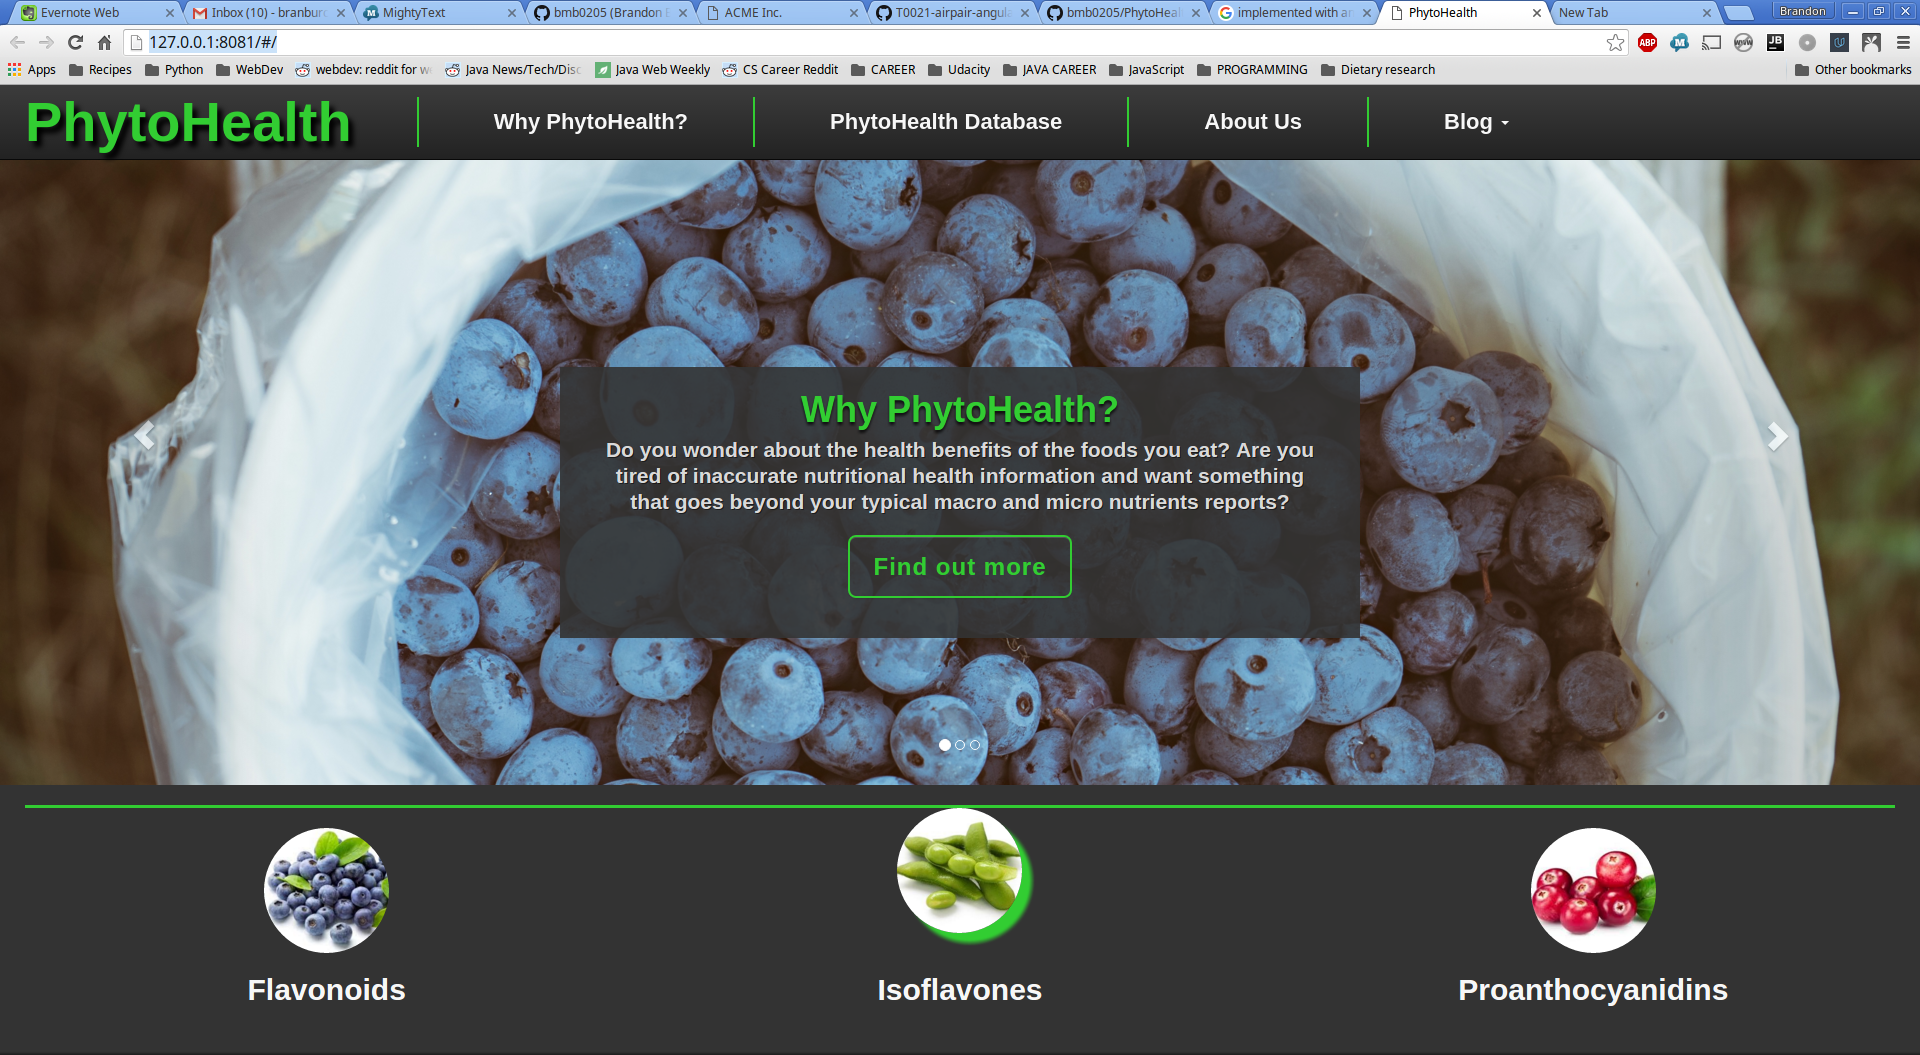 Evernote Web
Inbox (10) - branburc
MightyText
bmb0205 (Brandon
ACME Inc.
T0021-airpair-angula
bmb0205/PhytoHeal
implemented with a
PhytoHealth
New Tab
Brandon
127.0.0.1:8081/#/
ABP
JB
Apps
Recipes
Python
WebDev
webdev: reddit for w
Java News/Tech/Disc
Java Web Weekly
CS Career Reddit
CAREER
Udacity
JAVA CAREER
JavaScript
PROGRAMMING
Dietary research
Other bookmarks
PhytoHealth
Why PhytoHealth?
PhytoHealth Database
About Us
Blog
Why PhytoHealth?
Do you wonder about the health benefits of the foods you eat? Are you
tired of inaccurate nutritional health information and want something
that goes beyond your typical macro and micro nutrients reports?
Find out more
Flavonoids
Isoflavones
Proanthocyanidins